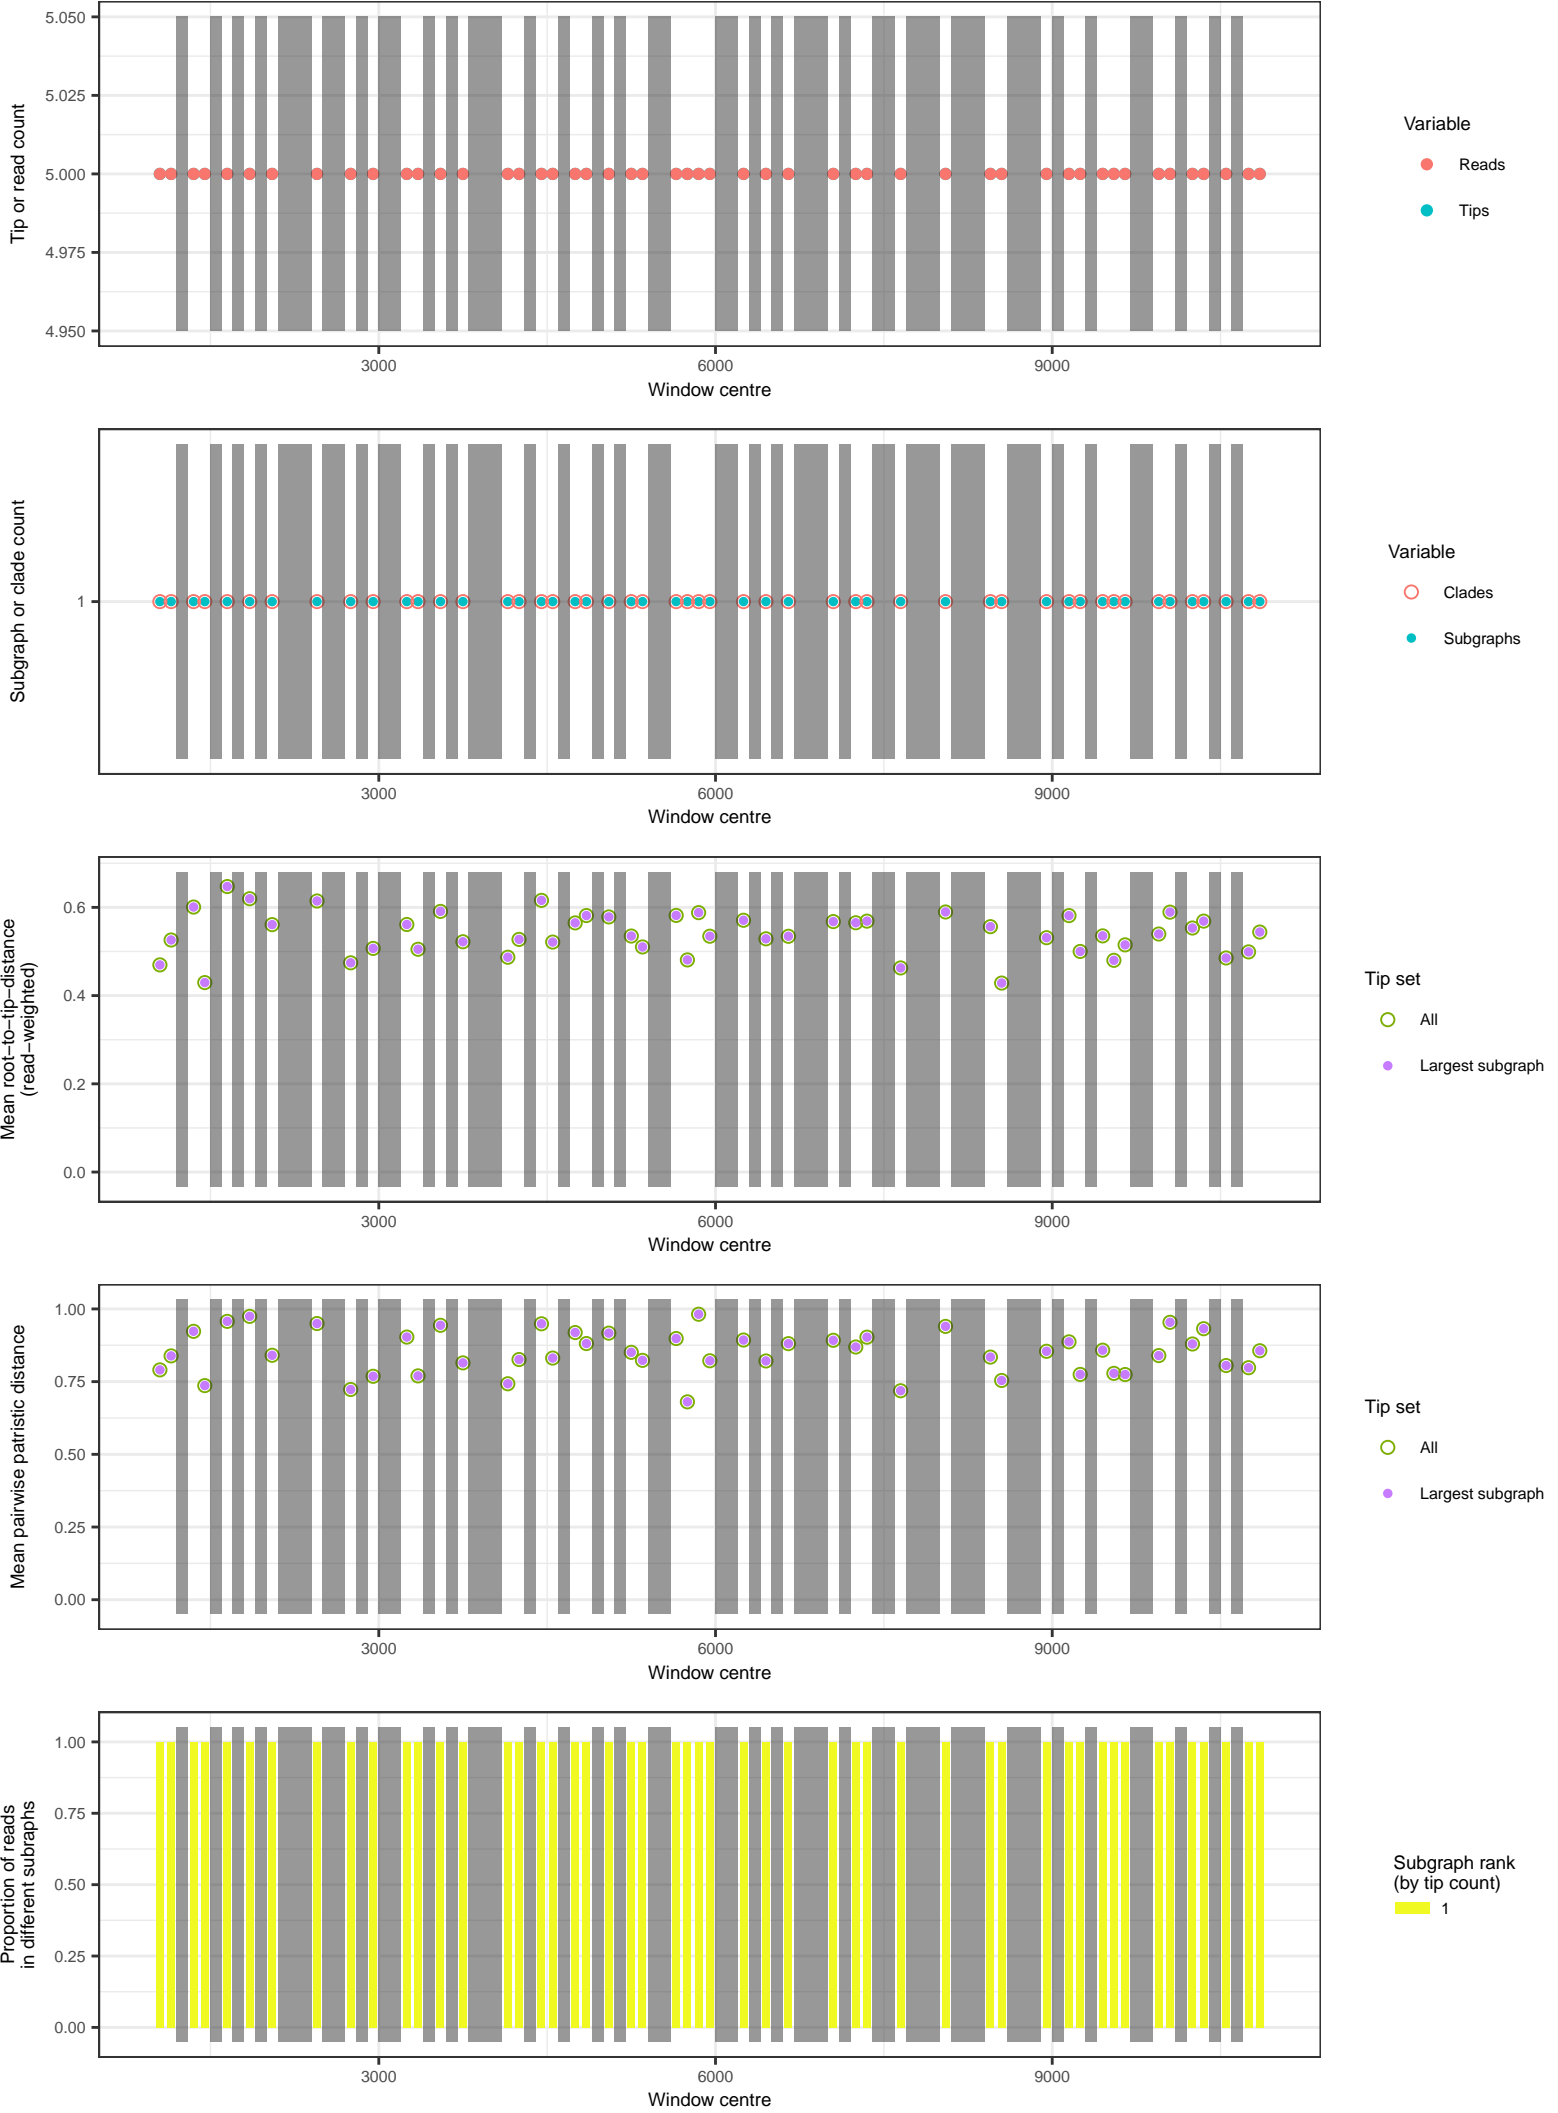 5.050
5.025
5.000
4.975
4.950
Tip or read count
3000 6000 9000
Window centre
Variable
Reads
Tips
1
Subgraph or clade count
3000 6000 9000
Window centre
Variable
Clades
Subgraphs
0.6
0.4
0.2
0.0
Mean root−to−tip−distance
(read−weighted)
3000 6000 9000
Window centre
Tip set
All
Largest subgraph
1.00
0.75
0.50
0.25
0.00
Mean pairwise patristic distance
3000 6000 9000
Window centre
Tip set
All
Largest subgraph
1.00
0.75
0.50
0.25
0.00
Proportion of reads
in different subraphs
3000 6000 9000
Window centre
Subgraph rank
(by tip count)
1